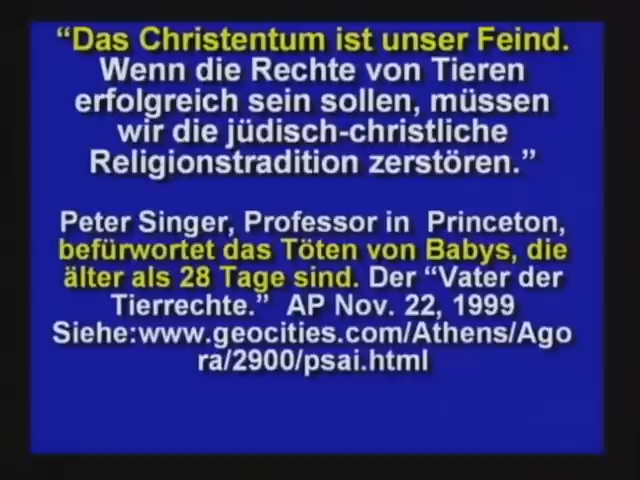 “Das Christentum ist unser Feind.
Wenn die Rechte von Tieren
erfolgreich sein sollen, müssen
wir die jüdisch-christliche
Religionstradition zerstören.”
Peter Singer, Professor in Princeton,
befürwortet das Töten von Babys, die
älter als 28 Tage sind. Der “Vater der
Tierrechte.” AP Nov. 22, 1999
Siehe:www.geocities.com/Athens/Ago
ra/2900/psai.html